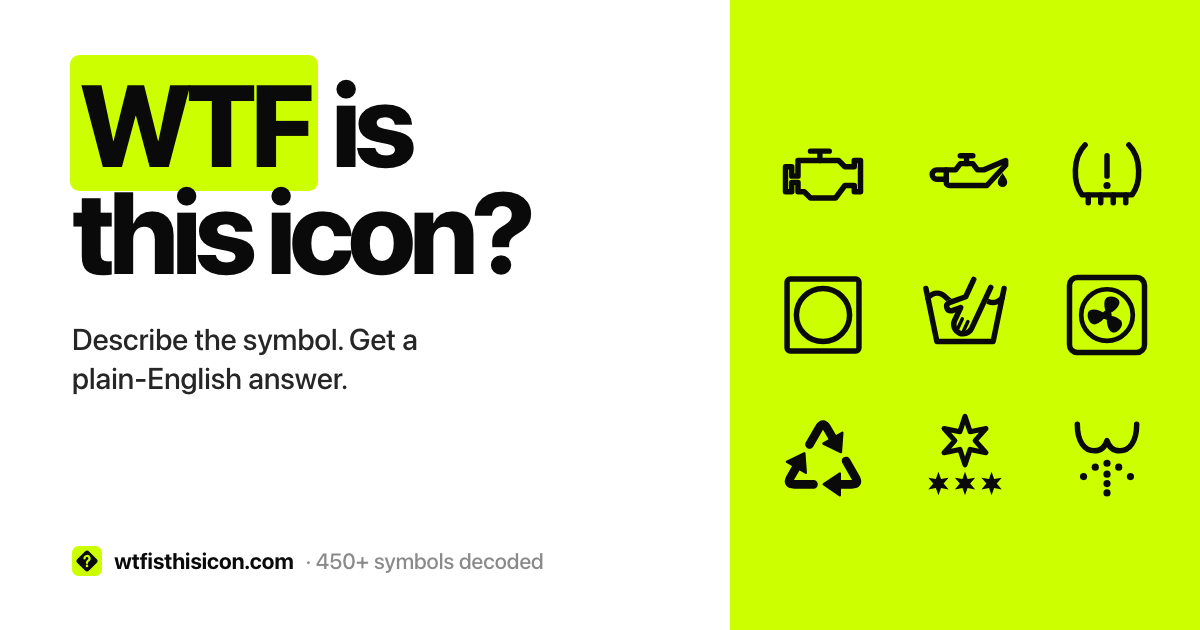 WTF is
this icon?
Describe the symbol. Get a
plain-English answer.
wtfisthisicon.com · 450+ symbols decoded